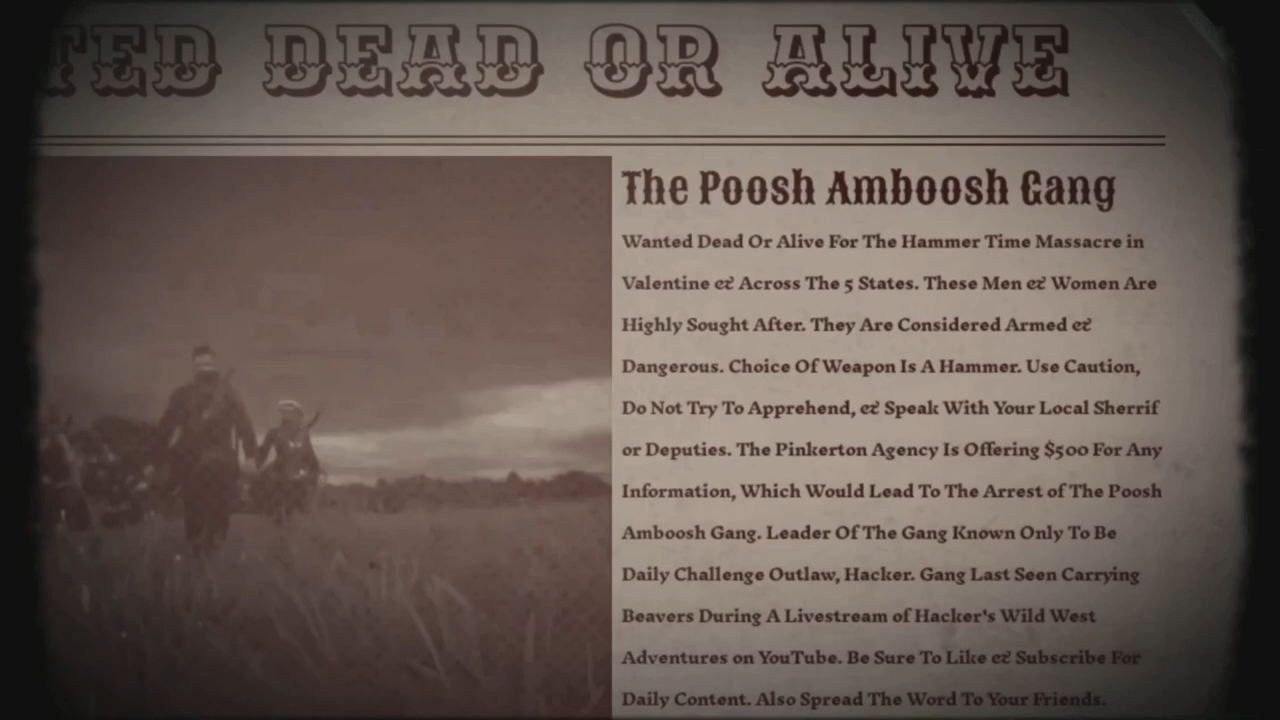 TED DEAD OR ALIVE
The Poosh Amboosh Gang
Wanted Dead Or Alive For The Hammer Time Massacre in
Valentine & Across The 5 States. These Men & Women Are
Highly Sought After. They Are Considered Armed &
Dangerous. Choice Of Weapon Is A Hammer. Use Caution,
Do Not Try To Apprehend, & Speak With Your Local Sherrif
or Deputies. The Pinkerton Agency Is Offering $500 For Any
Information, Which Would Lead To The Arrest of The Poosh
Amboosh Gang. Leader Of The Gang Known Only To Be
Daily Challenge Outlaw, Hacker. Gang Last Seen Carrying
Beavers During A Livestream of Hacker's Wild West
Adventures on YouTube. Be Sure To Like & Subscribe For
Daily Content. Also Spread The Word To Your Friends.